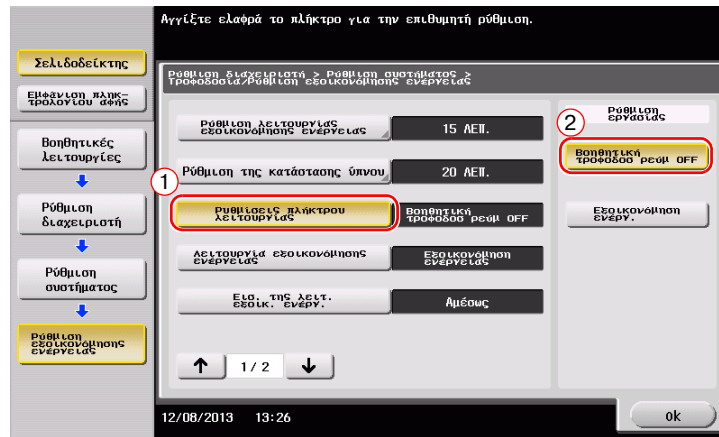 Αγγίξτε ελαφρά το πλήκτρο για την επιθυμητή ρύθμιση.
Σελιδοδείκτης
Εμφάνιση πληκ-
τρολογίου αφής
Βοηθητικές
λειτουργίες
Ρύθμιση
διαχειριστή
Ρύθμιση
συστήματος
Ρύθμιση
εξοικονόμησης
ενέργειας
Ρύθμιση διαχειριστή > Ρύθμιση συστήματος >
Τροφοδοσία/Ρύθμιση εξοικονόμησης ενέργειας
Ρύθμιση λειτουργίας
εξοικονόμησης ενέργειας
15 ΛΕΠ.
Ρύθμιση της κατάστασης ύπνου
20 ΛΕΠ.
1
Ρυθμίσεις πλήκτρου
λειτουργίας
Βοηθητική
τροφοδοσ ρεύμ OFF
Λειτουργία εξοικονόμησης
ενέργειας
Εξοικονόμηση
ενέργειας
Εισ. της λειτ.
εξοικ. ενέργ.
Αμέσως
1/ 2
Ρύθμιση
εργασίας
2
Βοηθητική
τροφοδοσ ρεύμ OFF
Εξοικονόμηση
ενέργ.
12/08/2013 13:26
ok